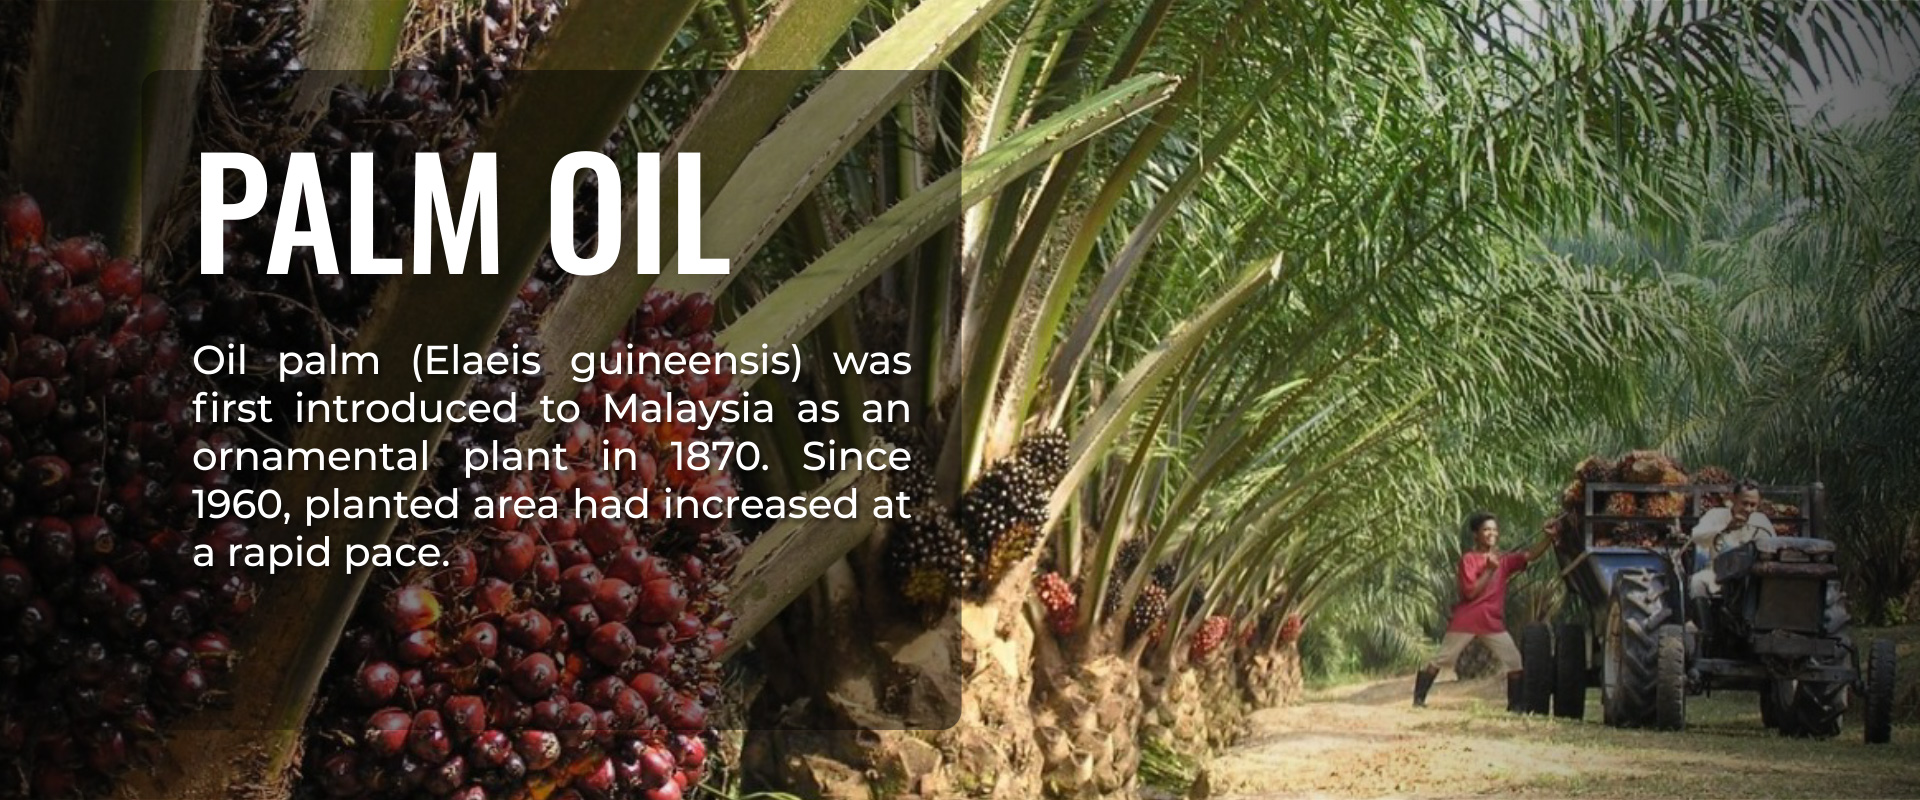 PALM OIL
Oil palm (Elaeis guineensis) was
first introduced to Malaysia as an
ornamental plant in 1870. Since
1960, planted area had increased at
a rapid pace.